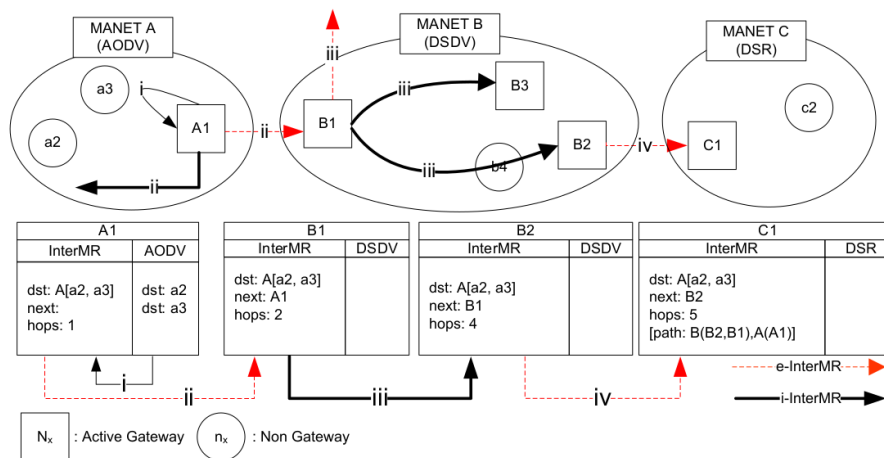 MANET A
(AODV)
MANET B
(DSDV)
MANET C
(DSR)
iii
a3
i
A1
a2
ii
ii
B1
iii
B3
iii
b4
B2
iv
C1
c2
A1
InterMR
AODV
dst: A[a2, a3]
next:
hops: 1
dst: a2
dst: a3
B1
InterMR
DSDV
dst: A[a2, a3]
next: A1
hops: 2
B2
InterMR
DSDV
dst: A[a2, a3]
next: B1
hops: 4
C1
InterMR
DSR
dst: A[a2, a3]
next: B2
hops: 5
[path: B(B2,B1),A(A1)]
i
ii
iii
iv
e-InterMR
i-InterMR
Nx : Active Gateway
nx : Non Gateway